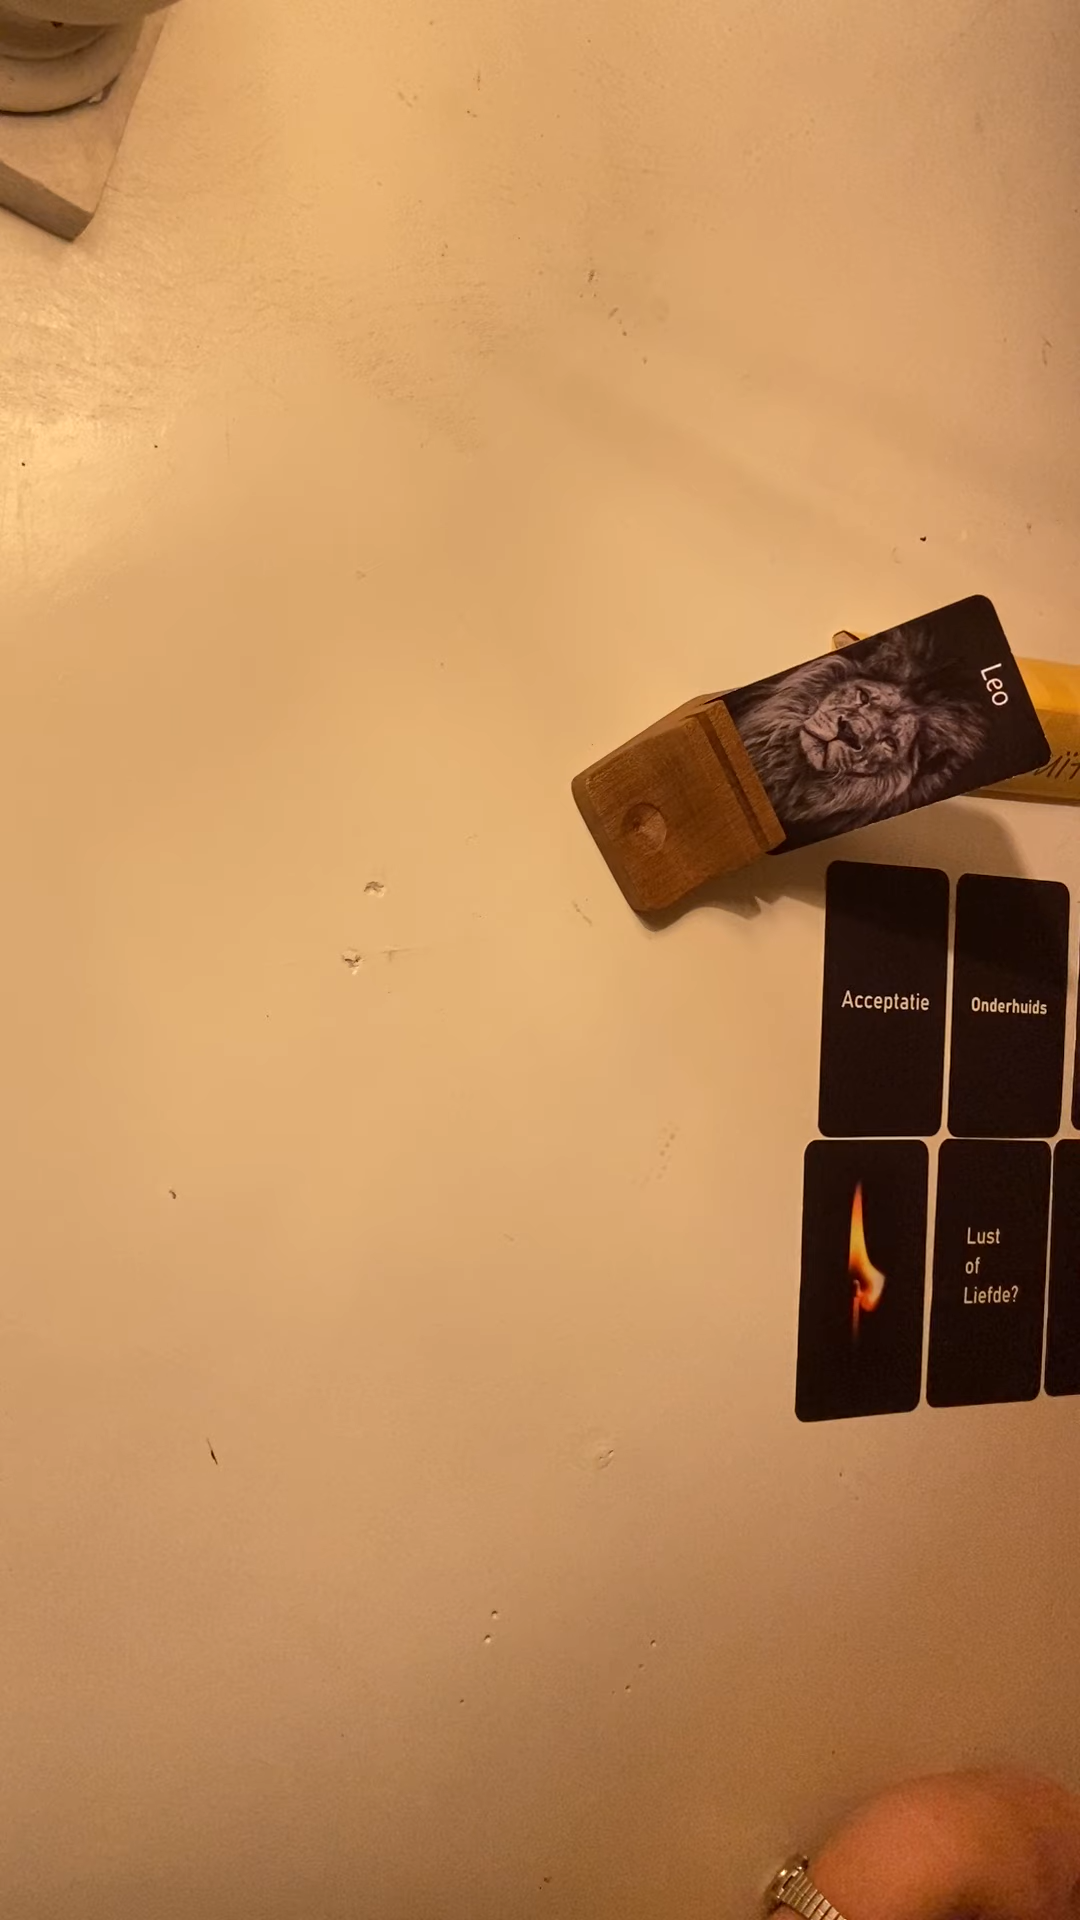 Leo
Acceptatie
Onderhuids
Lust
of
Liefde?